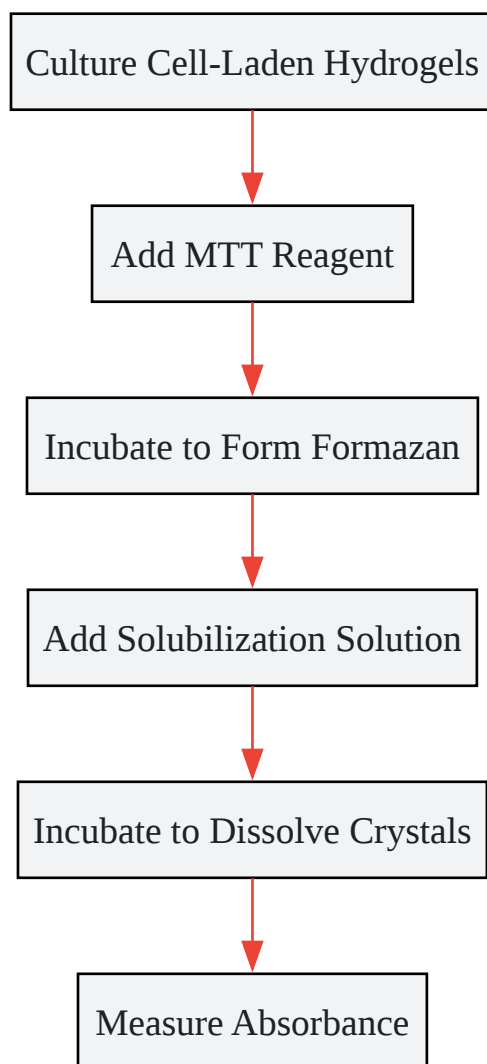 Culture Cell-Laden Hydrogels
Add MTT Reagent
Incubate to Form Formazan
Add Solubilization Solution
Incubate to Dissolve Crystals
Measure Absorbance